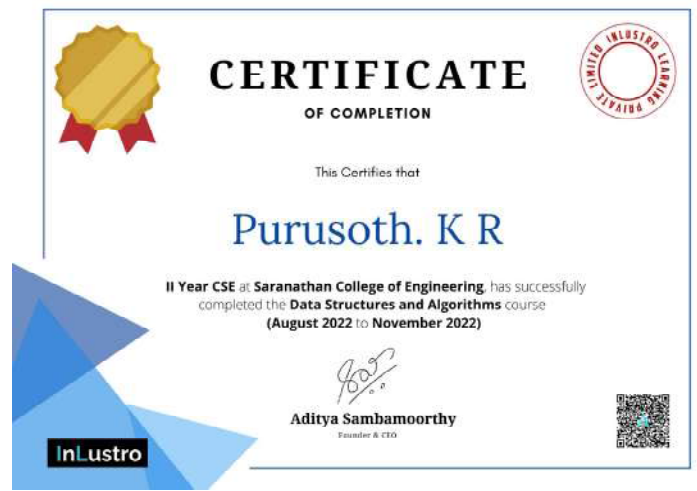 CERTIFICATE
OF COMPLETION
INLUSTRO LEARNING PRIVATE LIMITED
This Certifies that
Purusoth. K R
II Year CSE at Saranathan College of Engineering, has successfully
completed the Data Structures and Algorithms course
(August 2022 to November 2022)
Aditya Sambamoorthy
Founder & CEO
InLustro